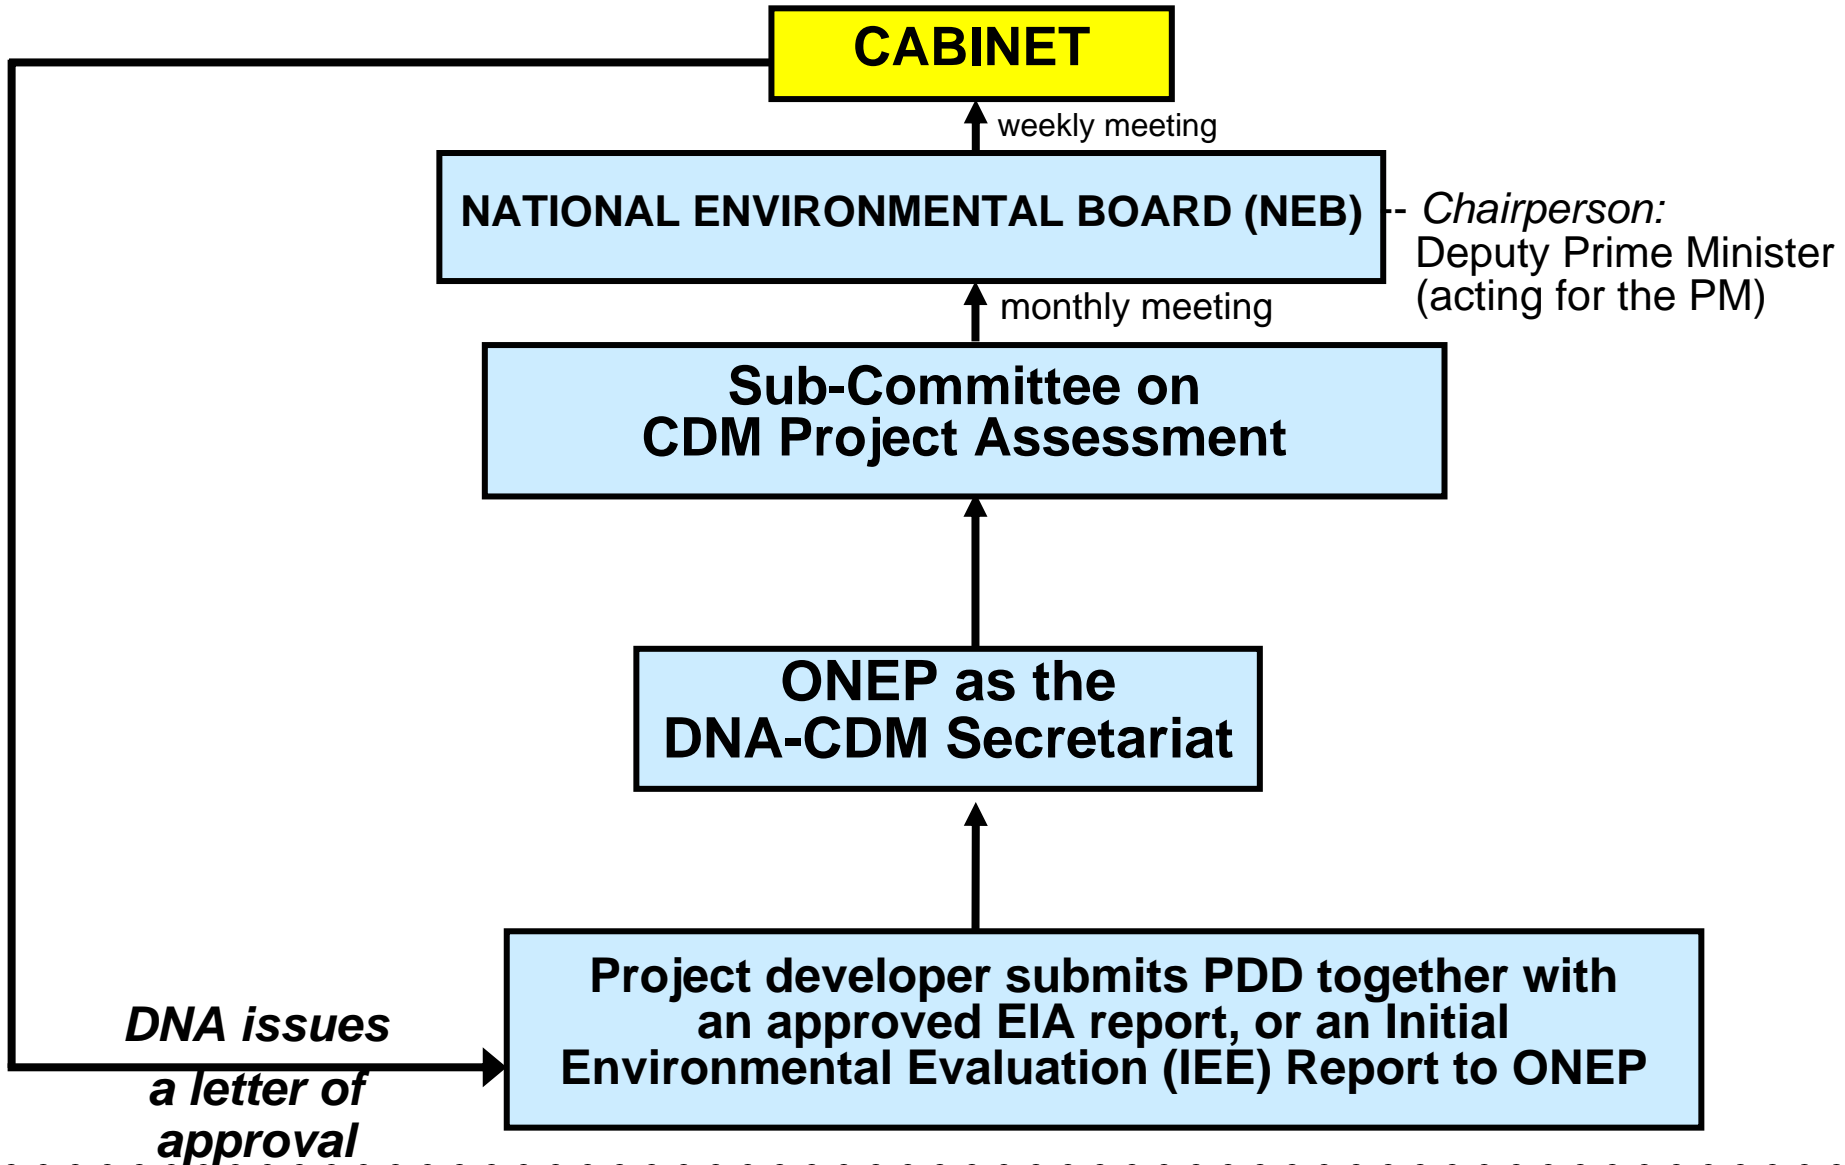 CABINET
weekly meeting
NATIONAL ENVIRONMENTAL BOARD (NEB)
-- Chairperson:
Deputy Prime Minister
(acting for the PM)
monthly meeting
Sub-Committee on
CDM Project Assessment
ONEP as the
DNA-CDM Secretariat
Project developer submits PDD together with
an approved EIA report, or an Initial
Environmental Evaluation (IEE) Report to ONEP
DNA issues
a letter of
approval